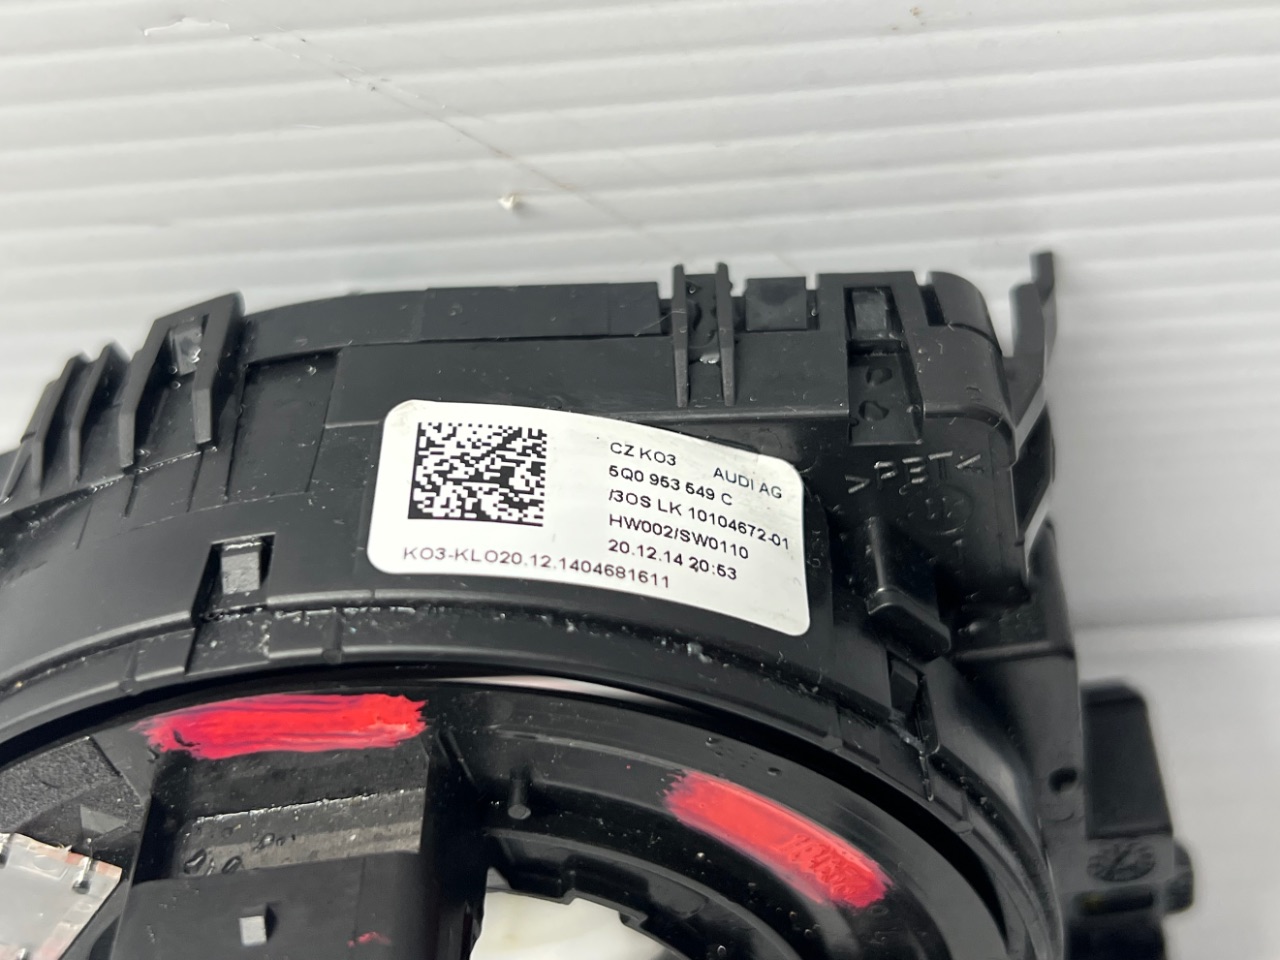 CZ KO3 AUDI AG
5Q0 953 549 C
/3OS LK 10104672-01
HW002/SW0110
20.12.14 20:53
KO3-KLO20.12.1404681611
>PBT<